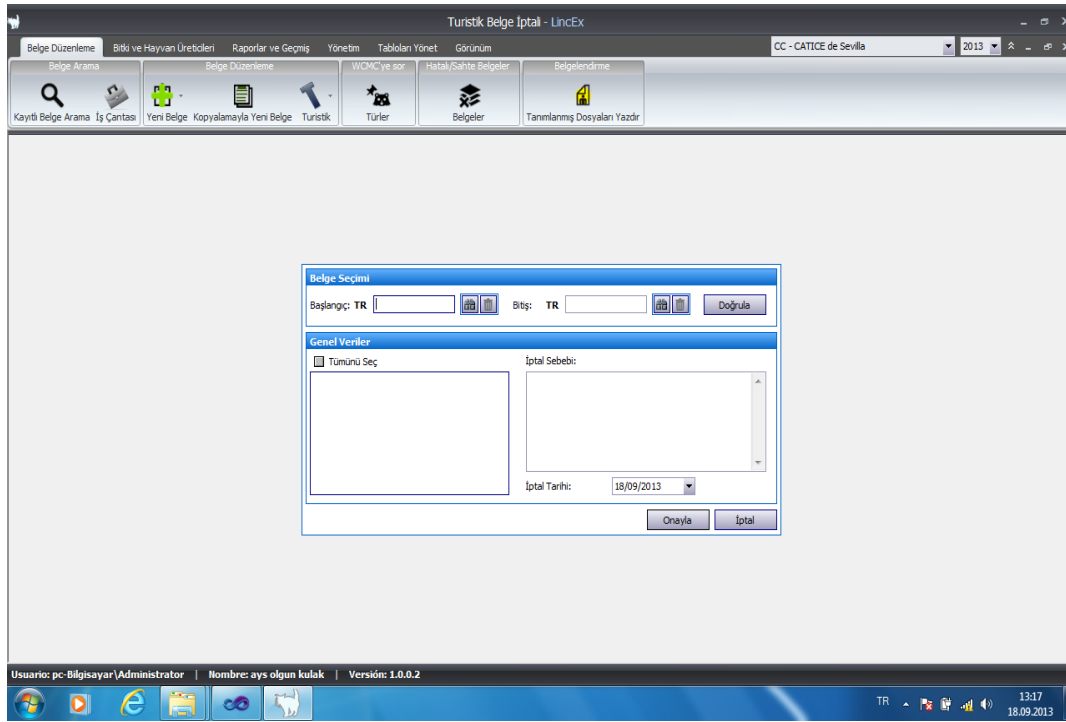 Turistik Belge İptali - LincEx
Belge Düzenleme Bitki ve Hayvan Üreticileri Raporlar ve Geçmiş Yönetim Tabloları Yönet Görünüm CC - CATICE de Sevilla 2013
Belge Arama Belge Düzenleme WCMC'ye sor Hatalı/Sahte Belgeler Belgelendirme
Kayıtlı Belge Arama İş Çantası Yeni Belge Kopyalamayla Yeni Belge Turistik Türler Belgeler Tanımlanmış Dosyaları Yazdır
Belge Seçimi
Başlangıç: TR Bitiş: TR Doğrula
Genel Veriler
Tümünü Seç İptal Sebebi:
İptal Tarihi: 18/09/2013
Onayla İptal
Usuario: pc-Bilgisayar\Administrator | Nombre: ays olgun kulak | Versión: 1.0.0.2
TR 13:17
18.09.2013